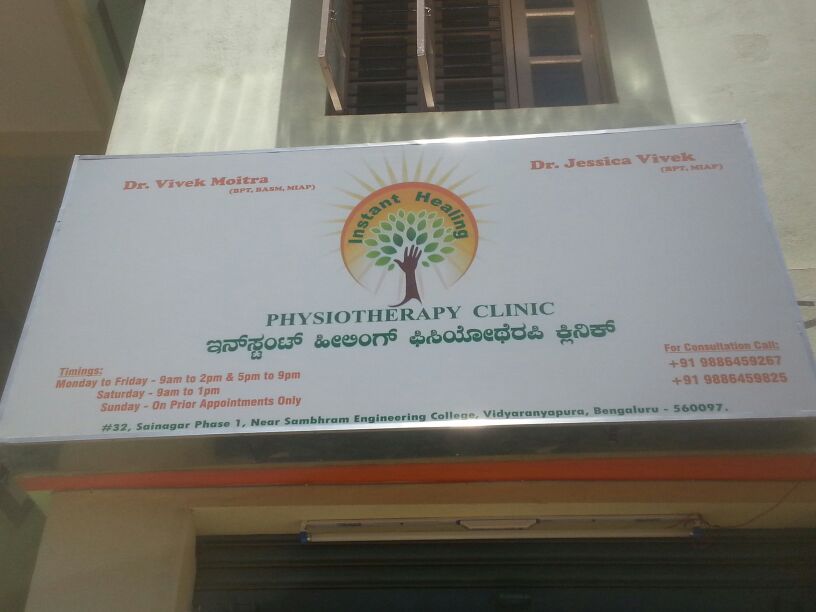 Dr. Vivek Moitra
(BPT, BASM, MIAP)
Dr. Jessica Vivek
(BPT, MIAP)
Instant Healing
PHYSIOTHERAPY CLINIC
ಇನ್‌ಸ್ಟಂಟ್ ಹೀಲಿಂಗ್ ಫಿಸಿಯೋಥೆರಪಿ ಕ್ಲಿನಿಕ್
Timings:
Monday to Friday - 9am to 2pm & 5pm to 9pm
Saturday - 9am to 1pm
Sunday - On Prior Appointments Only
For Consultation Call:
+91 9886459267
+91 9886459825
#32, Sainagar Phase 1, Near Sambhram Engineering College, Vidyaranyapura, Bengaluru - 560097.